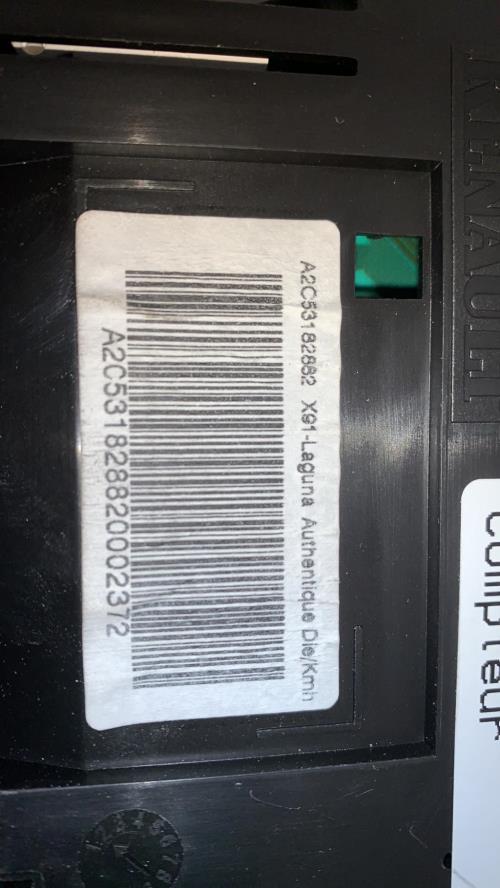 RENAULT
compteur
A2C53182882 X91-Laguna Authentique Die/Kmh
A2C531828820002372